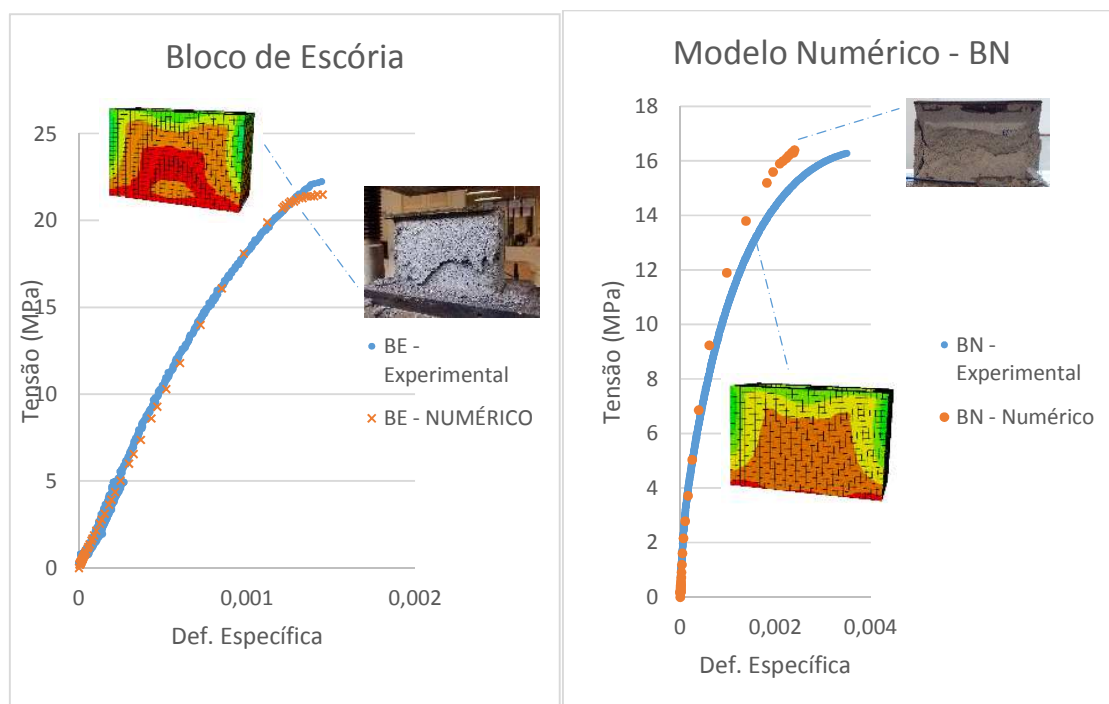 Bloco de Escória
25
20
15
10
5
0
Tensão (MPa)
0
0,001
0,002
Def. Específica
BE -
Experimental
BE - NUMÉRICO
Modelo Numérico - BN
18
16
14
12
10
8
6
4
2
0
Tensão (MPa)
0
0,002
0,004
Def. Específica
BN -
Experimental
BN - Numérico